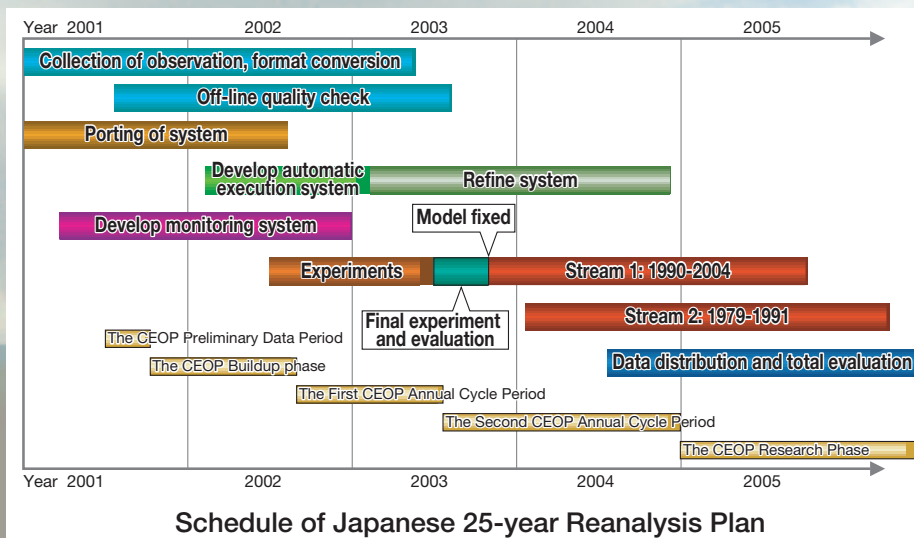 Year 2001 2002 2003 2004 2005
Collection of observation, format conversion
Off-line quality check
Porting of system
Develop automatic
execution system
Refine system
Develop monitoring system
Model fixed
Experiments
Stream 1: 1990-2004
Final experiment
and evaluation
Stream 2: 1979-1991
The CEOP Preliminary Data Period
The CEOP Buildup phase
Data distribution and total evaluation
The First CEOP Annual Cycle Period
The Second CEOP Annual Cycle Period
The CEOP Research Phase
Year 2001 2002 2003 2004 2005
Schedule of Japanese 25-year Reanalysis Plan